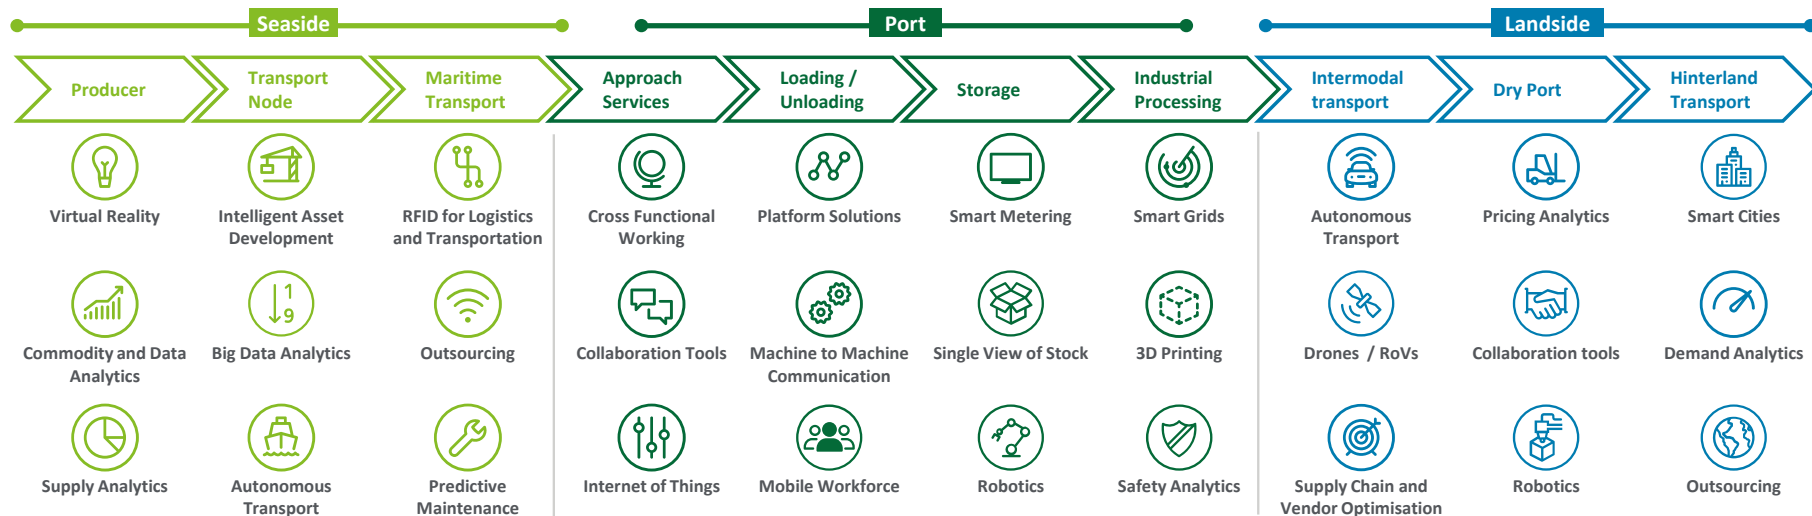 Seaside
Port
Landside
Producer
Transport
Node
Maritime
Transport
Approach
Services
Loading /
Unloading
Storage
Industrial
Processing
Intermodal
transport
Dry Port
Hinterland
Transport
Virtual Reality
Intelligent Asset
Development
RFID for Logistics
and Transportation
Cross Functional
Working
Platform Solutions
Smart Metering
Smart Grids
Autonomous
Transport
Pricing Analytics
Smart Cities
1
9
Commodity and Data
Analytics
Big Data Analytics
Outsourcing
Collaboration Tools
Machine to Machine
Communication
Single View of Stock
3D Printing
Drones / RoVs
Collaboration tools
Demand Analytics
Supply Analytics
Autonomous
Transport
Predictive
Maintenance
Internet of Things
Mobile Workforce
Robotics
Safety Analytics
Supply Chain and
Vendor Optimisation
Robotics
Outsourcing